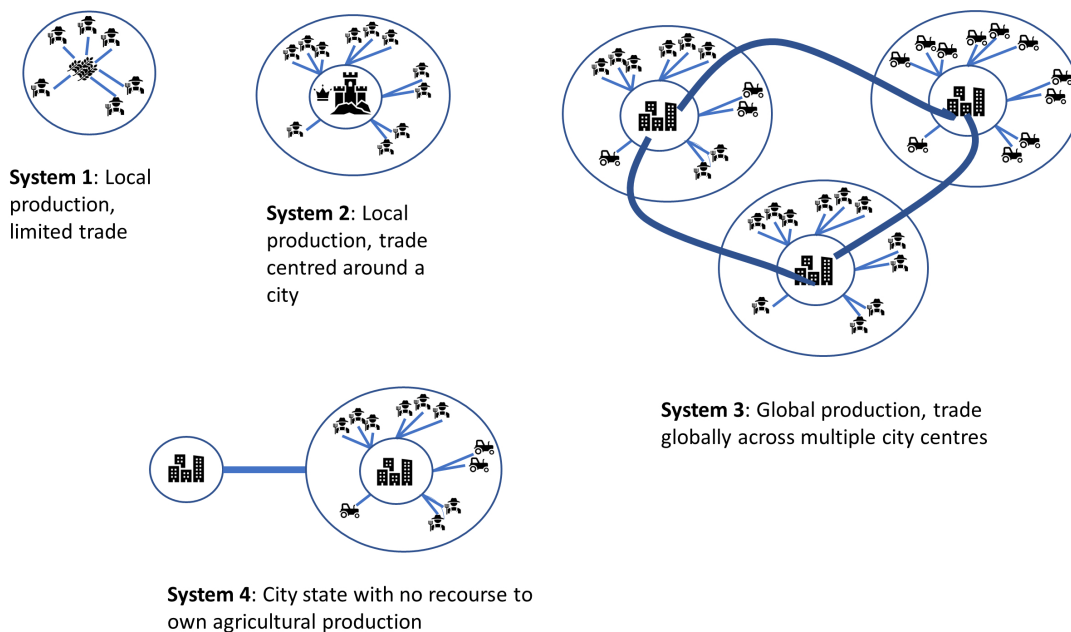 System 1: Local
production,
limited trade
System 2: Local
production, trade
centred around a
city
System 3: Global production, trade
globally across multiple city centres
System 4: City state with no recourse to
own agricultural production